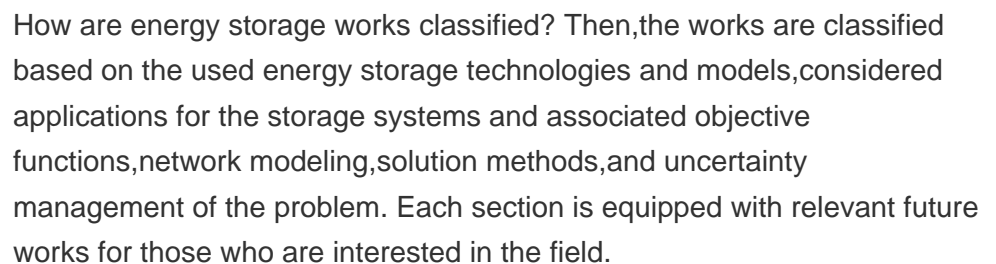 How are energy storage works classified? Then,the works are classified
based on the used energy storage technologies and models,considered
applications for the storage systems and associated objective
functions,network modeling,solution methods,and uncertainty
management of the problem. Each section is equipped with relevant future
works for those who are interested in the field.